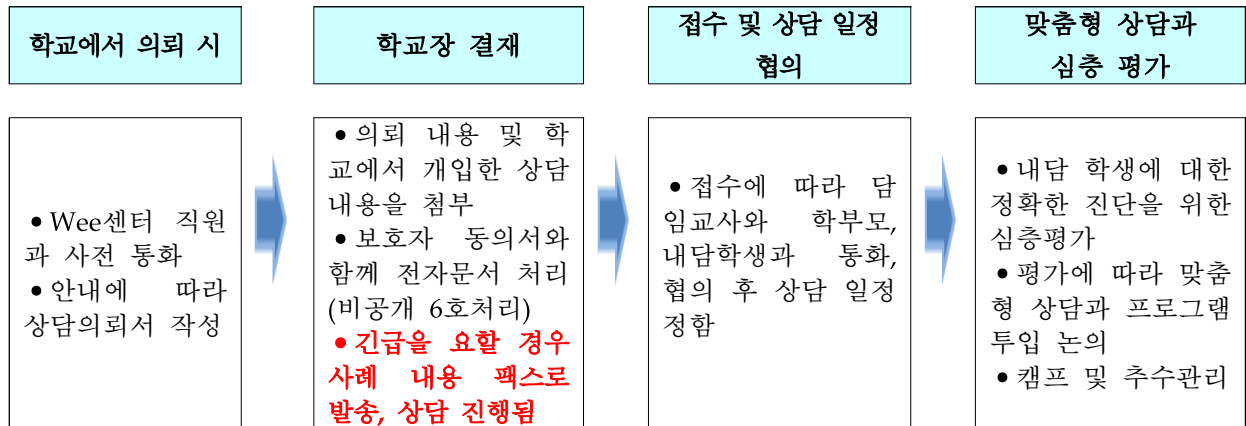 학교에서 의뢰 시
학교장 결재
접수 및 상담 일정
협의
맞춤형 상담과
심층 평가
•Wee센터 직원
과 사전 통화
•안내에 따라
상담의뢰서 작성
•의뢰 내용 및 학
교에서 개입한 상담
내용을 첨부
•보호자 동의서와
함께 전자문서 처리
(비공개 6호처리)
•긴급을 요할 경우
사례 내용 팩스로
발송, 상담 진행됨
•접수에 따라 담
임교사와 학부모,
내담학생과 통화,
협의 후 상담 일정
정함
•내담 학생에 대한
정확한 진단을 위한
심층평가
•평가에 따라 맞춤
형 상담과 프로그램
투입 논의
•캠프 및 추수관리